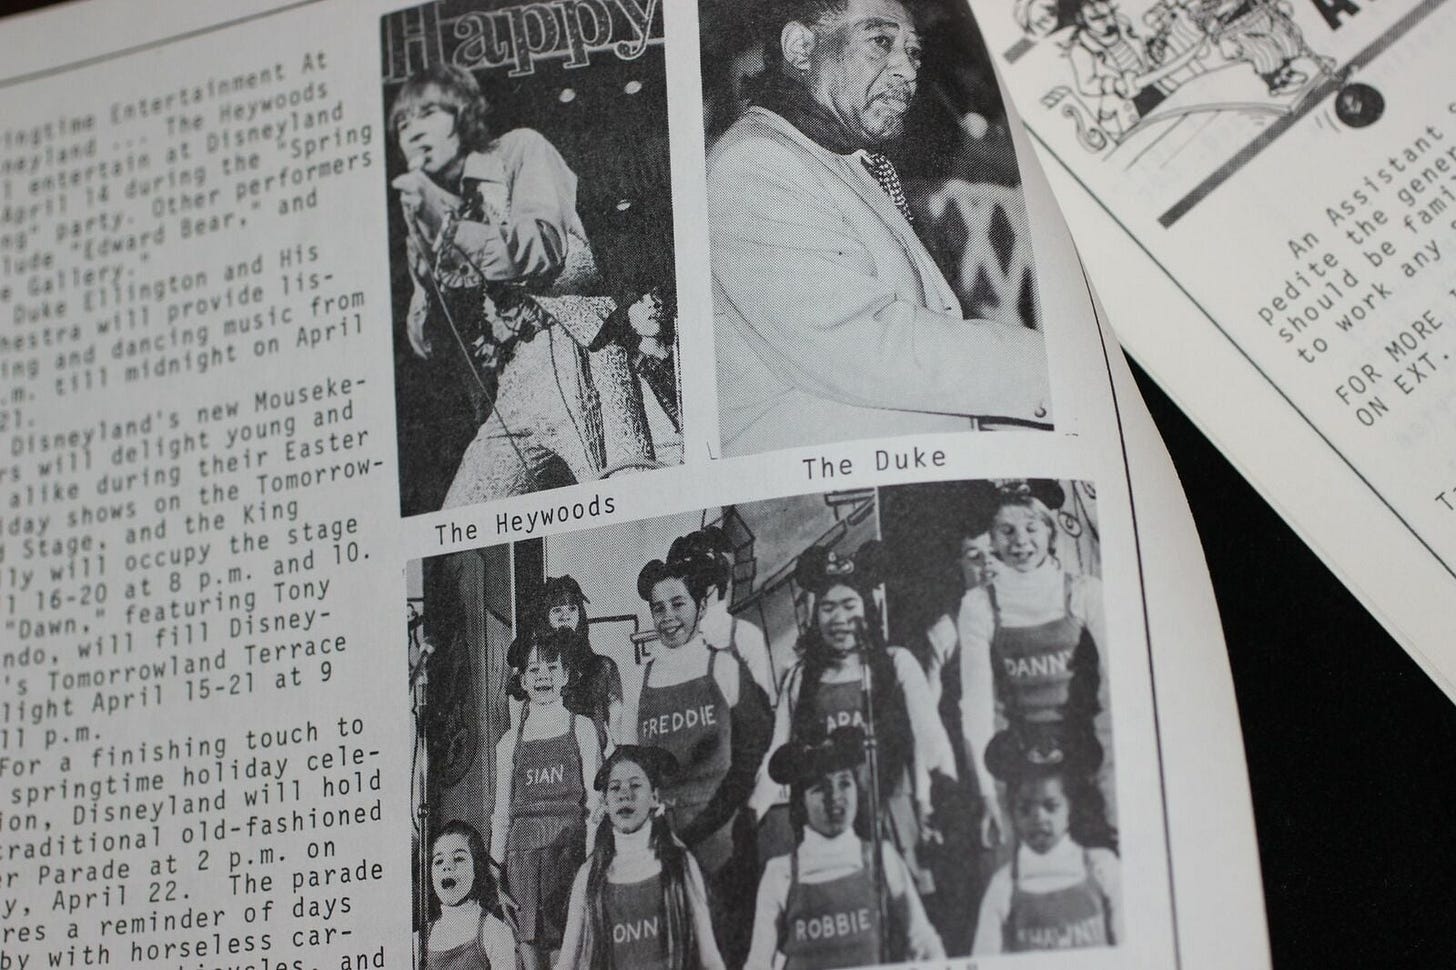 ringtime Entertainment At
neyland --- The Heywoods
l entertain at Disneyland
April 14 during the "Spring
ng" party. Other performers
lude "Edward Bear," and
e Gallery."
Duke Ellington and His
hestra will provide lis-
ing and dancing music from
.m. till midnight on April
21.
Disneyland's new Mouseke-
rs will delight young and
alike during their Easter
iday shows on the Tomorrow-
d Stage, and the King
ly will occupy the stage
l 16-20 at 8 p.m. and 10.
"Dawn," featuring Tony
ndo, will fill Disney-
's Tomorrowland Terrace
light April 15-21 at 9
11 p.m.
For a finishing touch to
springtime holiday cele-
ion, Disneyland will hold
traditional old-fashioned
er Parade at 2 p.m. on
y, April 22. The parade
res a reminder of days
by with horseless car-
bicycles, and
Happy
The Heywoods
The Duke
SIAN
FREDDIE
DANNY
ONN
ROBBIE
An Assistant
pedite the gener
should be fami
to work any
FOR MORE I
ON EXT.